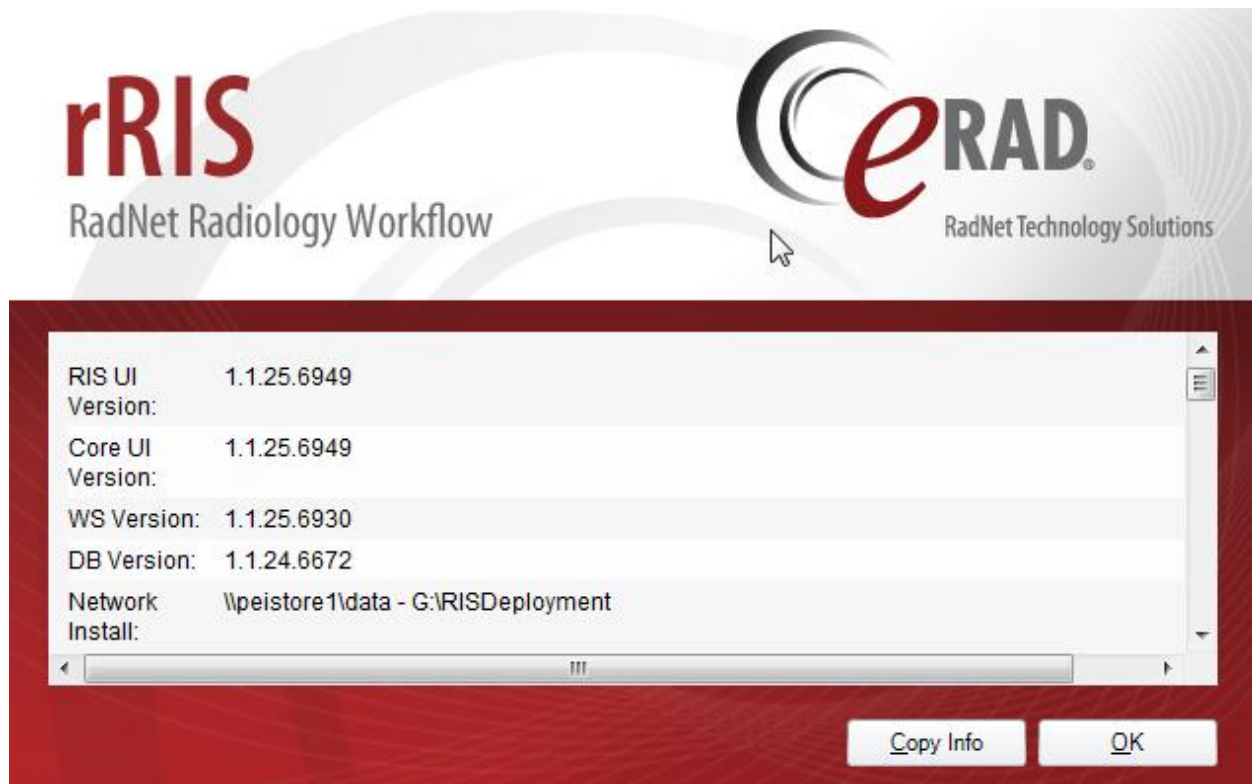 rRIS
RadNet Radiology Workflow
eRAD®
RadNet Technology Solutions
RIS UI
Version:
1.1.25.6949
Core UI
Version:
1.1.25.6949
WS Version: 1.1.25.6930
DB Version: 1.1.24.6672
Network
Install:
\\peistore1\data - G:\RISDeployment
Copy Info
OK